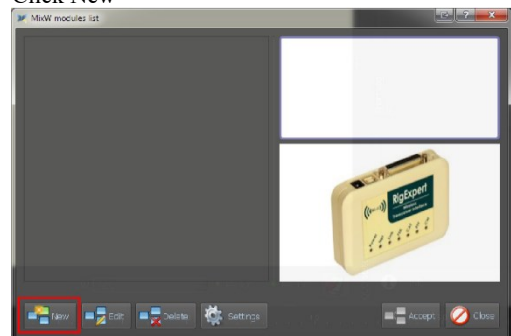 Click New
MixW modules list
RigExpert
New
Edit
Delete
Settings
Accept
Close